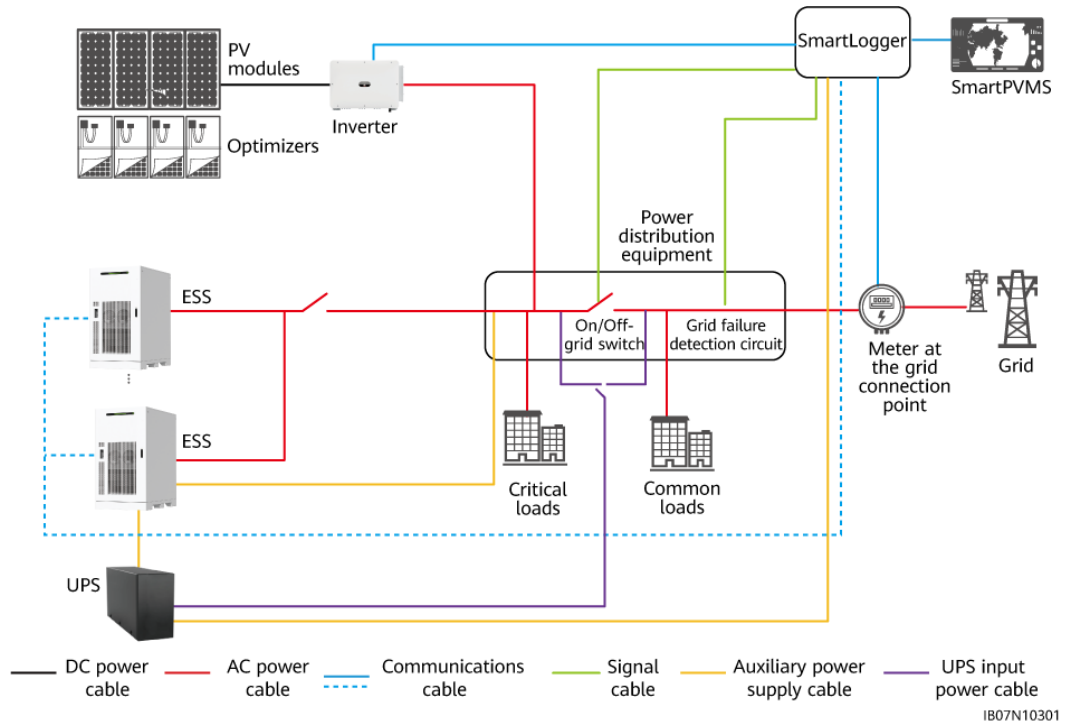 PV
modules
SmartLogger
SmartPVMS
Inverter
Optimizers
Power
distribution
equipment
ESS
On/Off-
grid switch
Grid failure
detection circuit
Meter at
the grid
connection
point
Grid
ESS
Critical
loads
Common
loads
UPS
DC power
cable
AC power
cable
Communications
cable
Signal
cable
Auxiliary power
supply cable
UPS input
power cable
IB07N10301